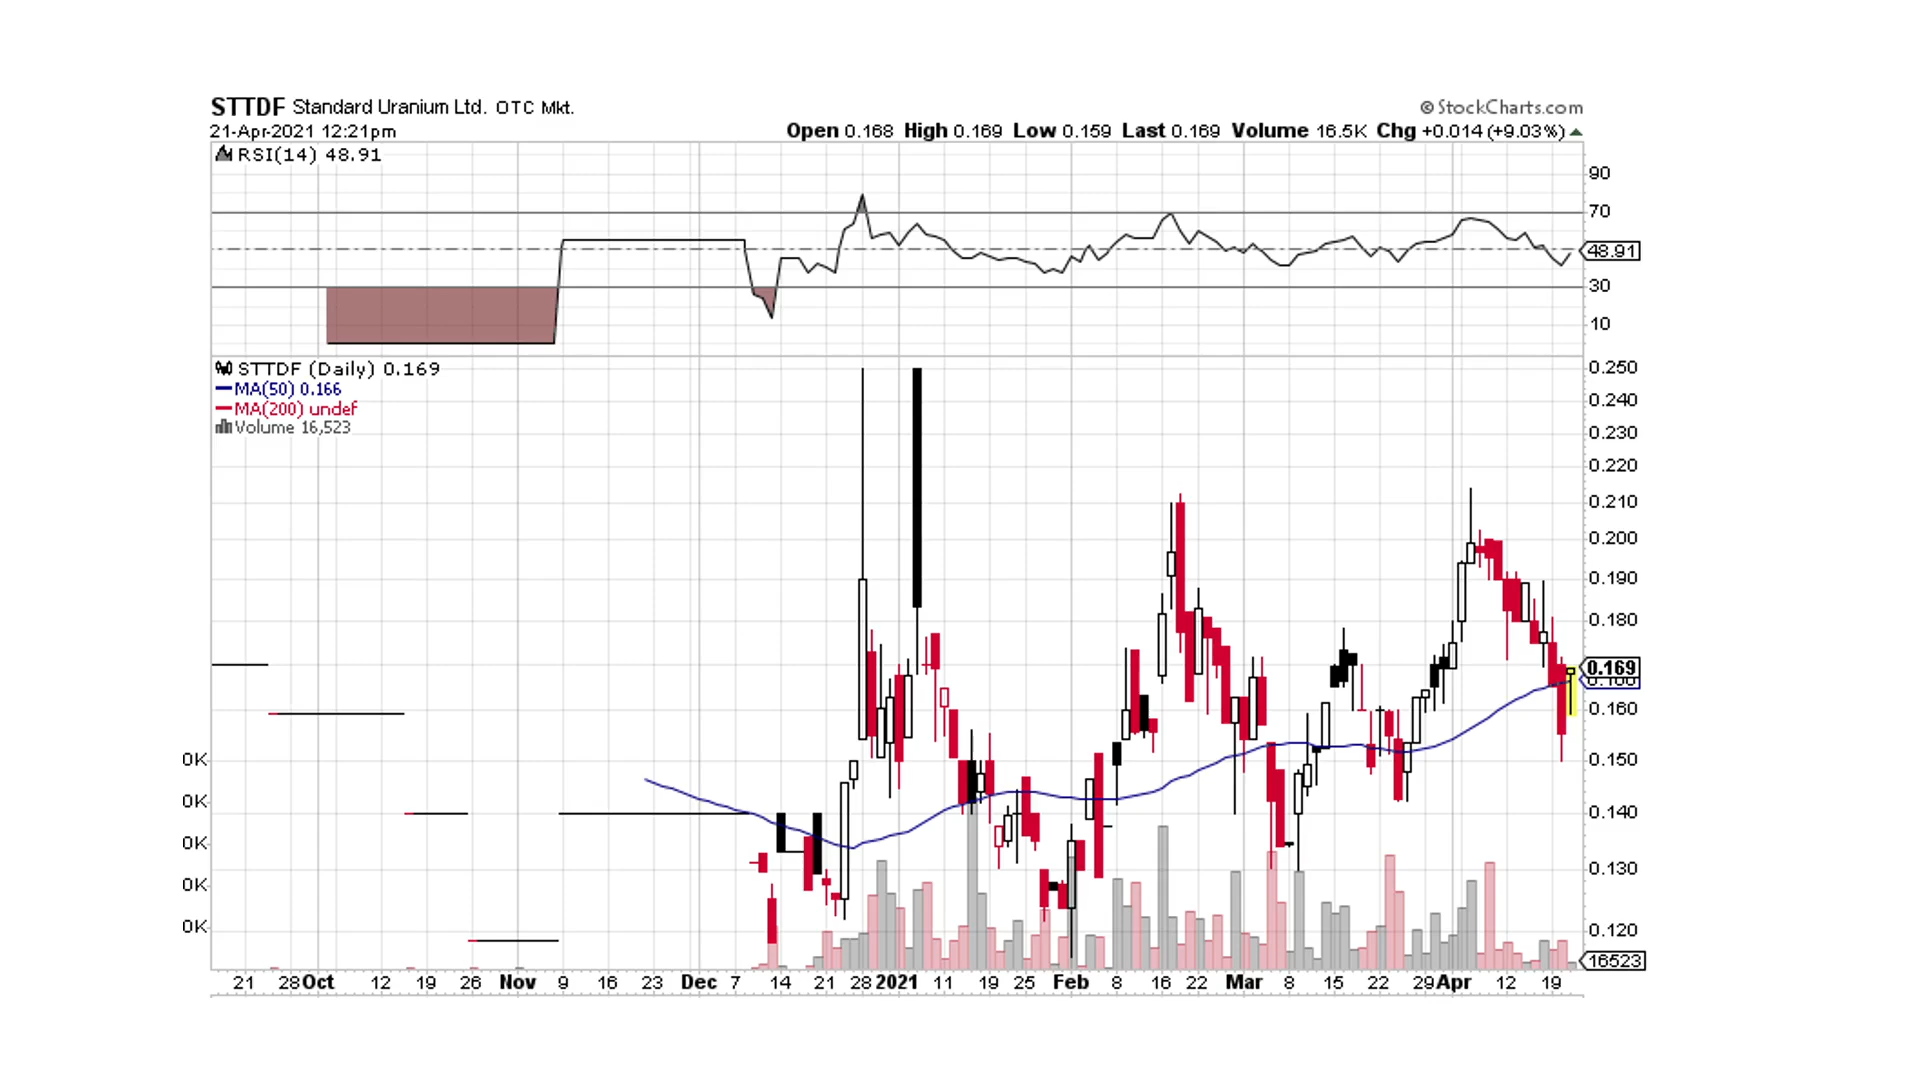 STTDF Standard Uranium Ltd. OTC Mkt.
© StockCharts.com
21-Apr-2021 12:21pm
Open 0.168 High 0.169 Low 0.159 Last 0.169 Volume 16.5K Chg +0.014 (+9.03%)
RSI(14) 48.91
90
70
48.91
30
10
STTDF (Daily) 0.169
MA(50) 0.166
MA(200) undef
Volume 16,523
0.250
0.240
0.230
0.220
0.210
0.200
0.190
0.180
0.169
0.160
0K 0.150
0K 0.140
0K
0.130
0K
0K 0.120
16523
21 28 Oct 12 19 26 Nov 9 16 23 Dec 7 14 21 28 2021 11 19 25 Feb 8 16 22 Mar 8 15 22 29 Apr 12 19